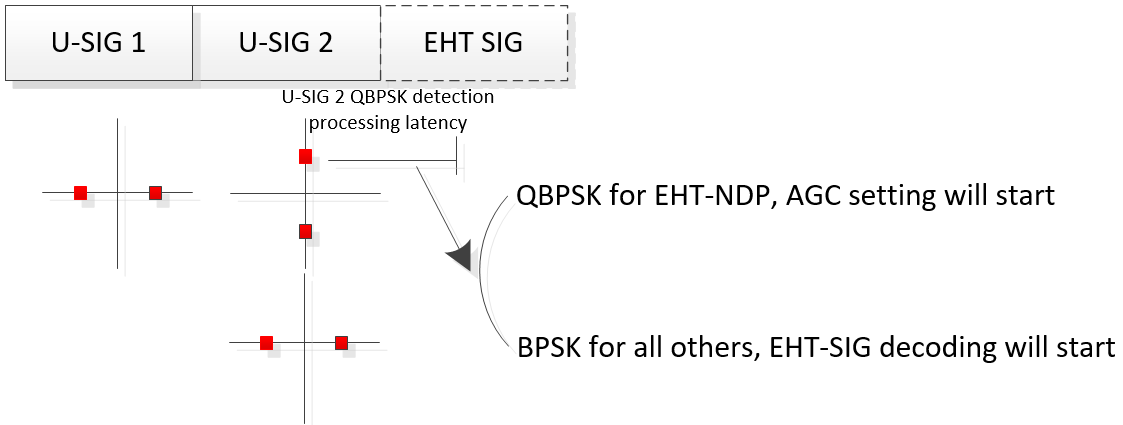 U-SIG 1
U-SIG 2
EHT SIG
U-SIG 2 QBPSK detection
processing latency
QBPSK for EHT-NDP, AGC setting will start
BPSK for all others, EHT-SIG decoding will start